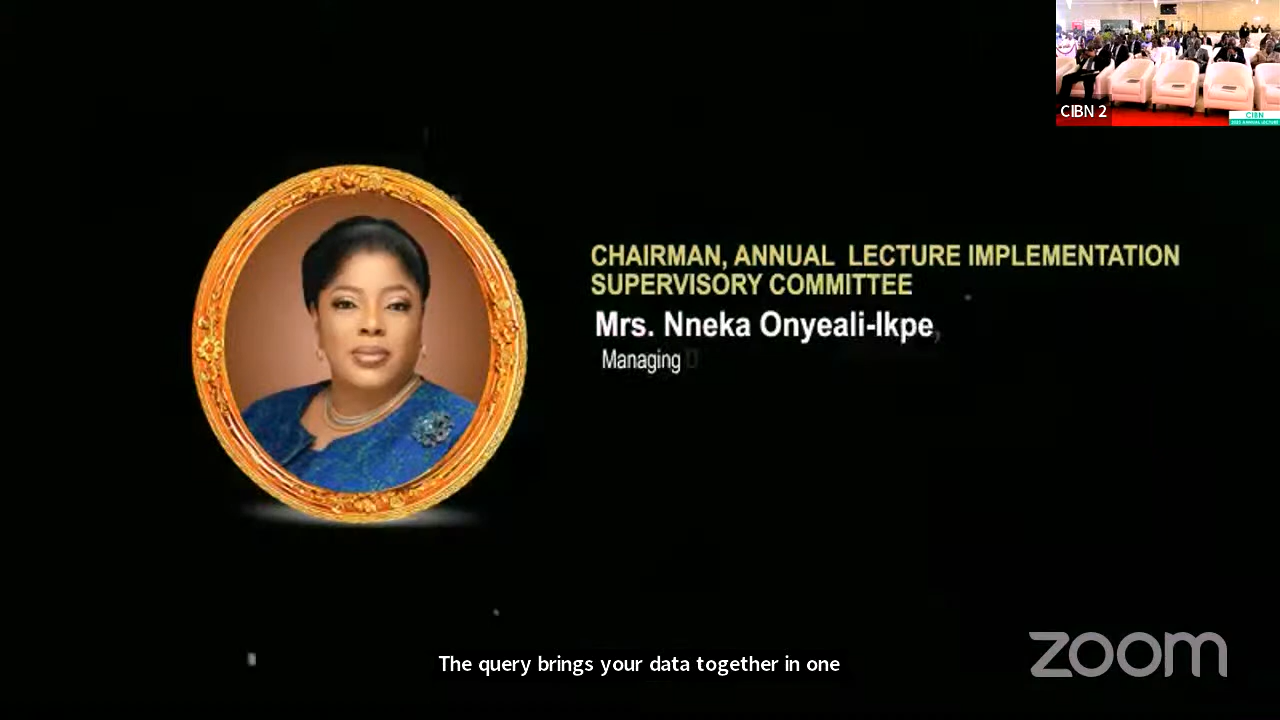 CIBN 2
CIBN
CHAIRMAN, ANNUAL LECTURE IMPLEMENTATION
SUPERVISORY COMMITTEE
Mrs. Nneka Onyeali-Ikpe,
Managing D
The query brings your data together in one
zoom